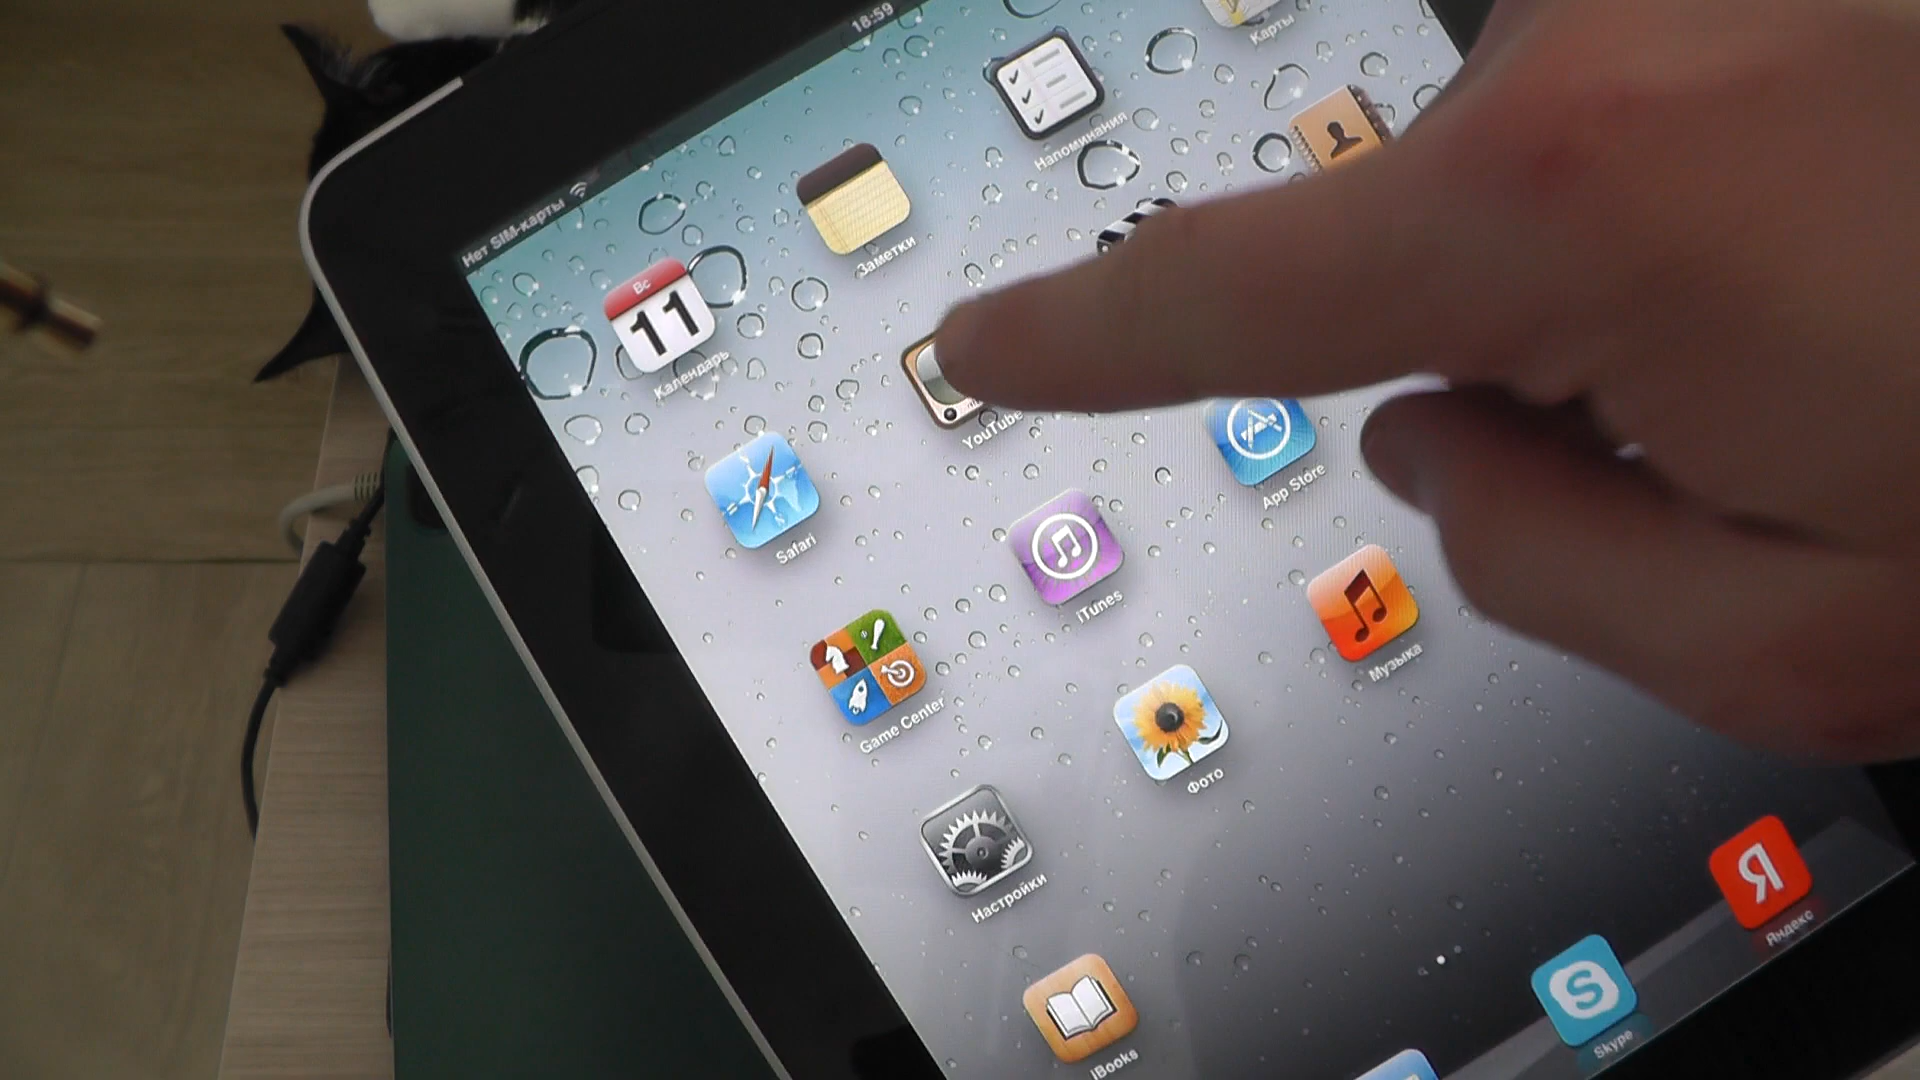 Нет SIM-карты
18:59
Вс
11
Календарь
Заметки
Напоминания
Карты
YouTube
Safari
iTunes
App Store
Game Center
Фото
Музыка
Настройки
iBooks
S
Skype
Я
Яндекс